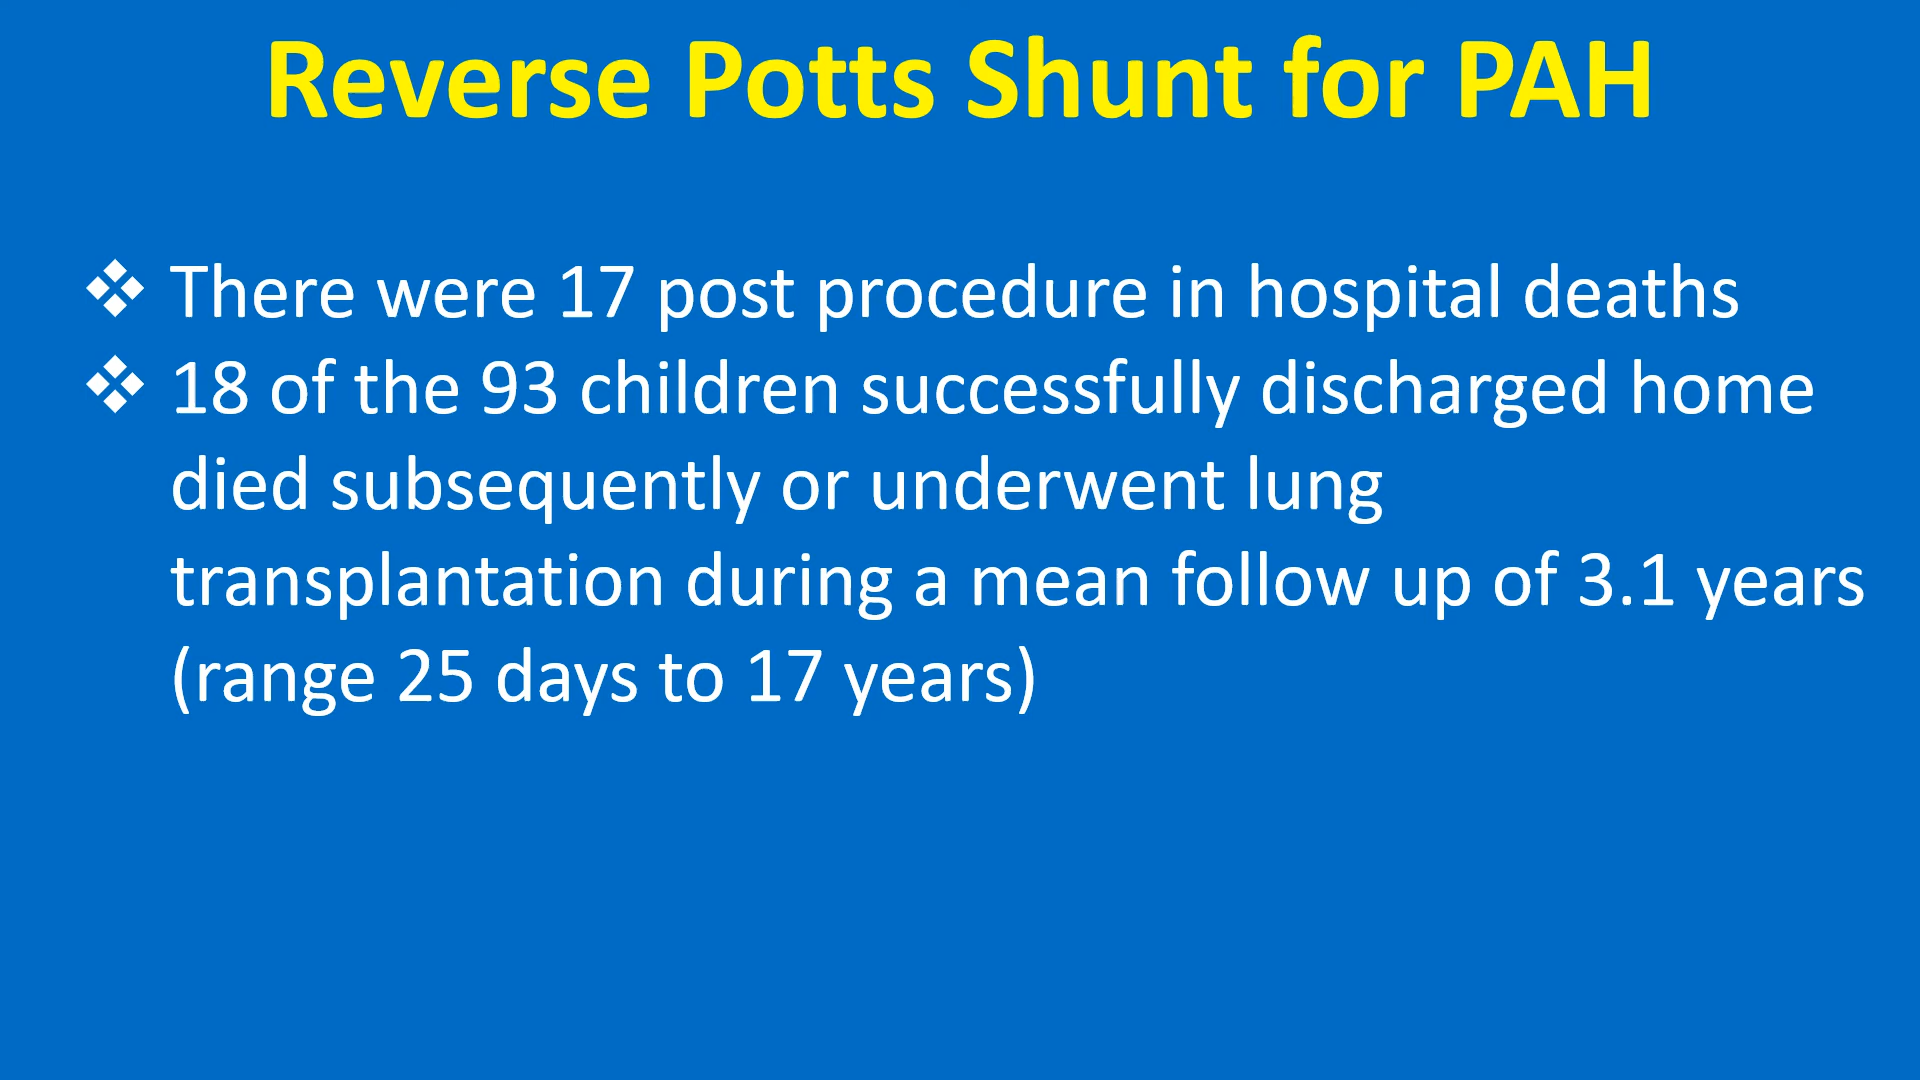 Reverse Potts Shunt for PAH
❖ There were 17 post procedure in hospital deaths
❖ 18 of the 93 children successfully discharged home
died subsequently or underwent lung
transplantation during a mean follow up of 3.1 years
(range 25 days to 17 years)